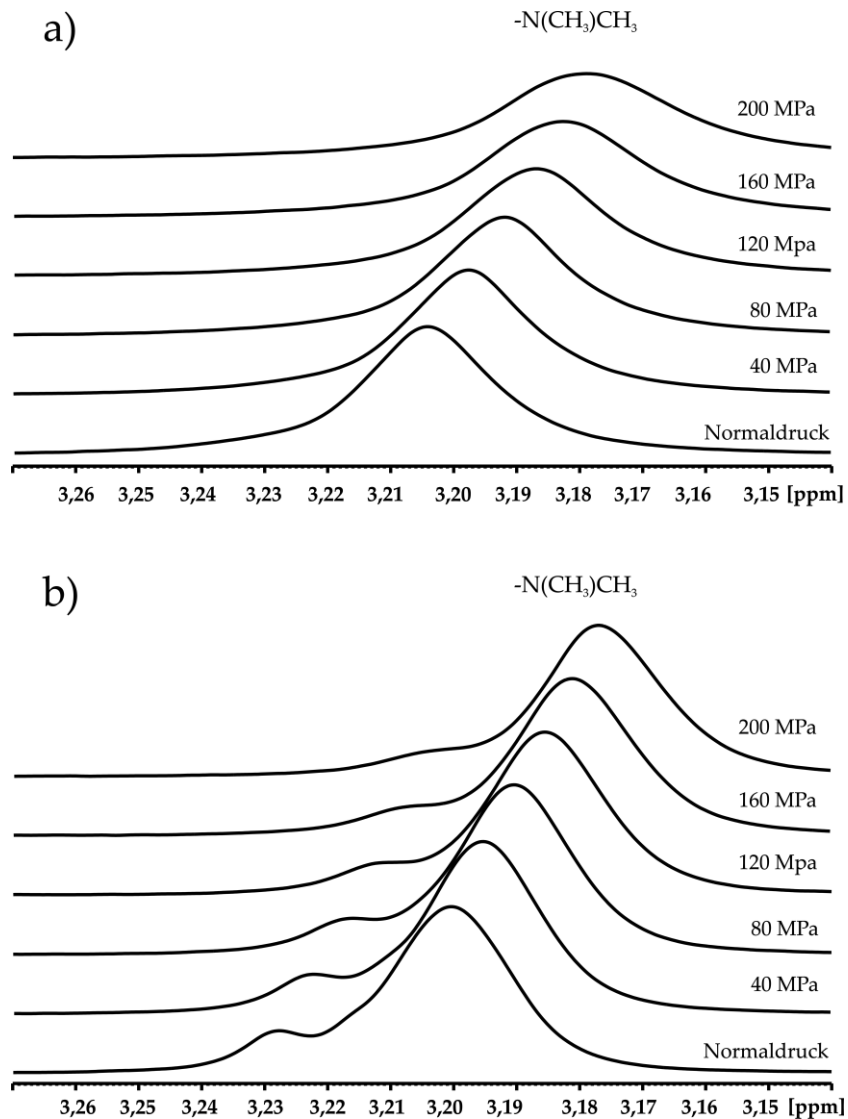 a)
-N(CH₃)CH₃
200 MPa
160 MPa
120 Mpa
80 MPa
40 MPa
Normaldruck
3,26 3,25 3,24 3,23 3,22 3,21 3,20 3,19 3,18 3,17 3,16 3,15 [ppm]
b)
-N(CH₃)CH₃
200 MPa
160 MPa
120 Mpa
80 MPa
40 MPa
Normaldruck
3,26 3,25 3,24 3,23 3,22 3,21 3,20 3,19 3,18 3,17 3,16 3,15 [ppm]